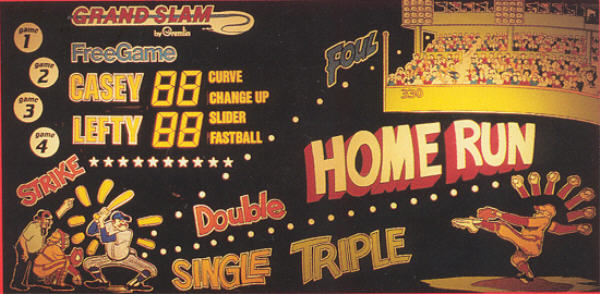 GRAND SLAM
by Gremlin
game 1
FreeGame
game 2
CASEY 88 CURVE
CHANGE UP
game 3
LEFTY 88 SLIDER
FASTBALL
game 4
FOUL
330
HOME RUN
STRIKE
Double
SINGLE
TRIPLE